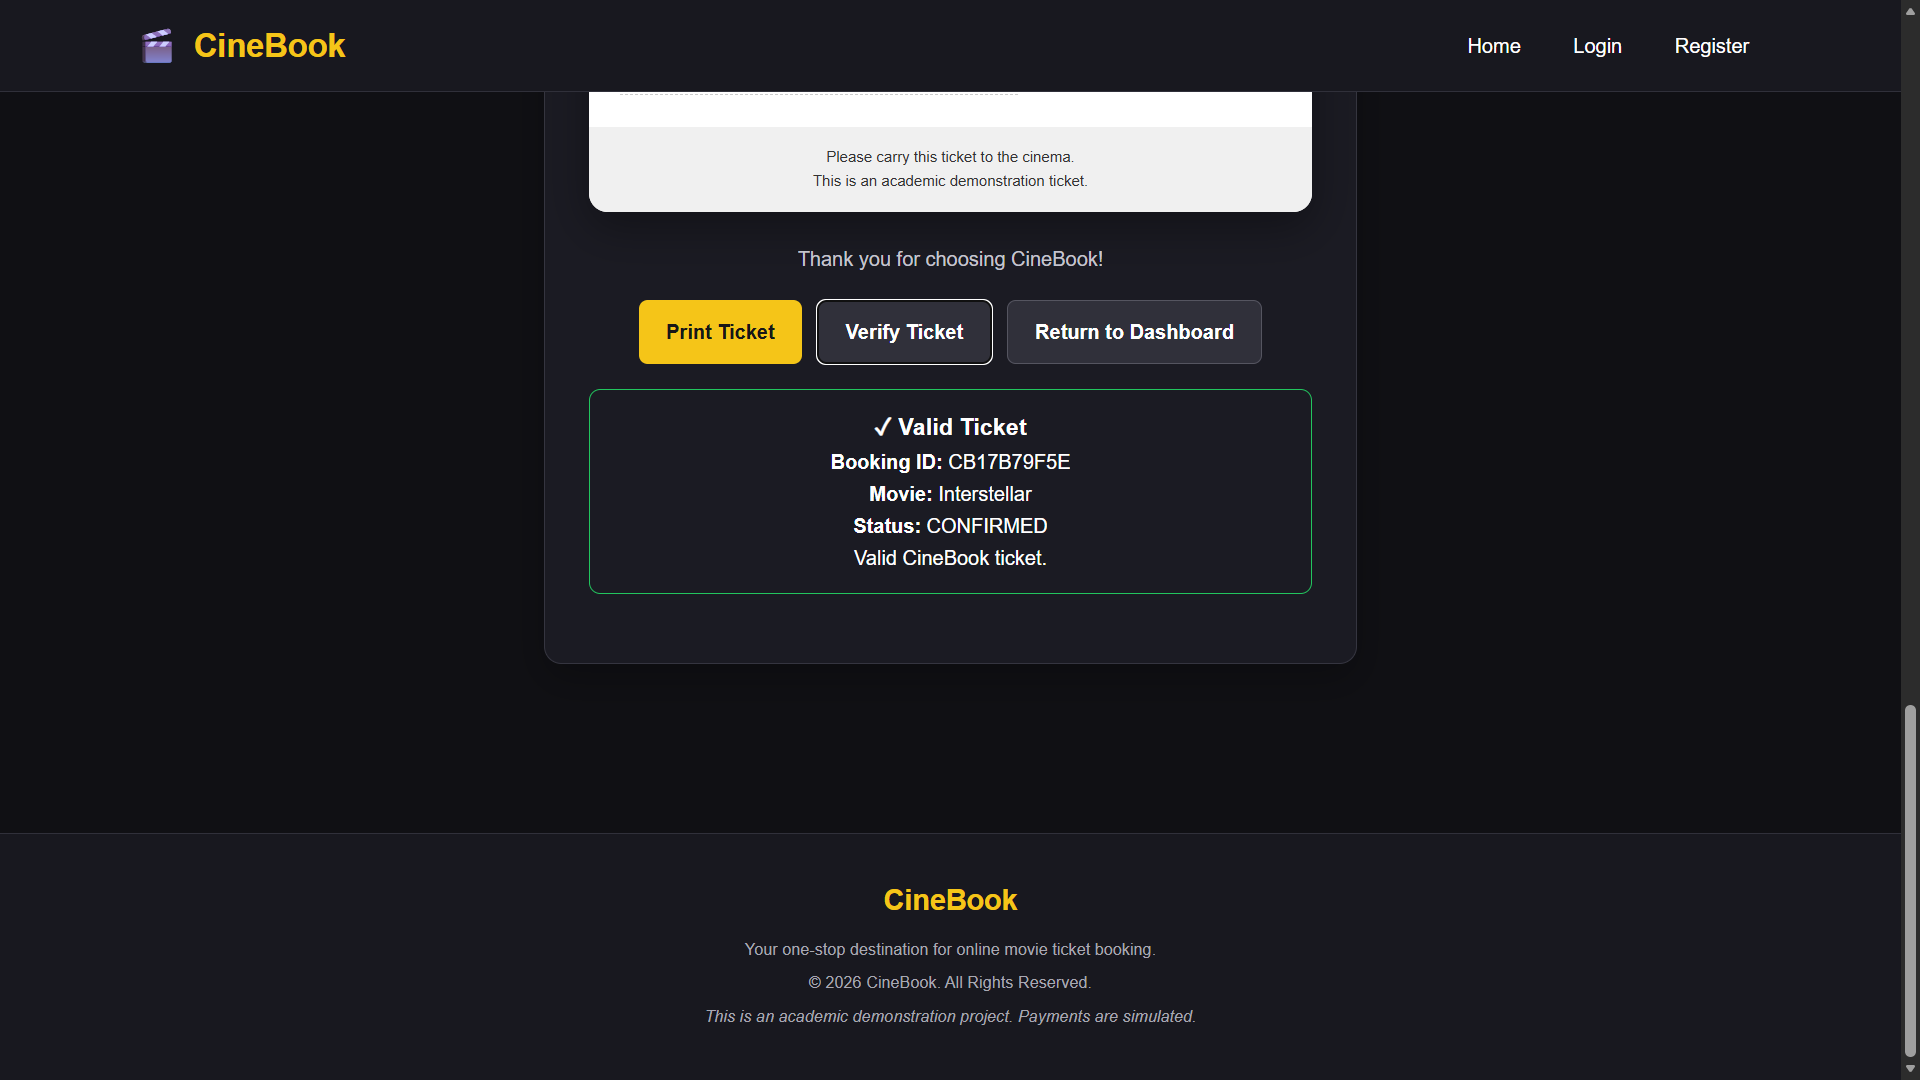 CineBook
Home
Login
Register
Please carry this ticket to the cinema.
This is an academic demonstration ticket.
Thank you for choosing CineBook!
Print Ticket
Verify Ticket
Return to Dashboard
✓ Valid Ticket
Booking ID: CB17B79F5E
Movie: Interstellar
Status: CONFIRMED
Valid CineBook ticket.
CineBook
Your one-stop destination for online movie ticket booking.
© 2026 CineBook. All Rights Reserved.
This is an academic demonstration project. Payments are simulated.